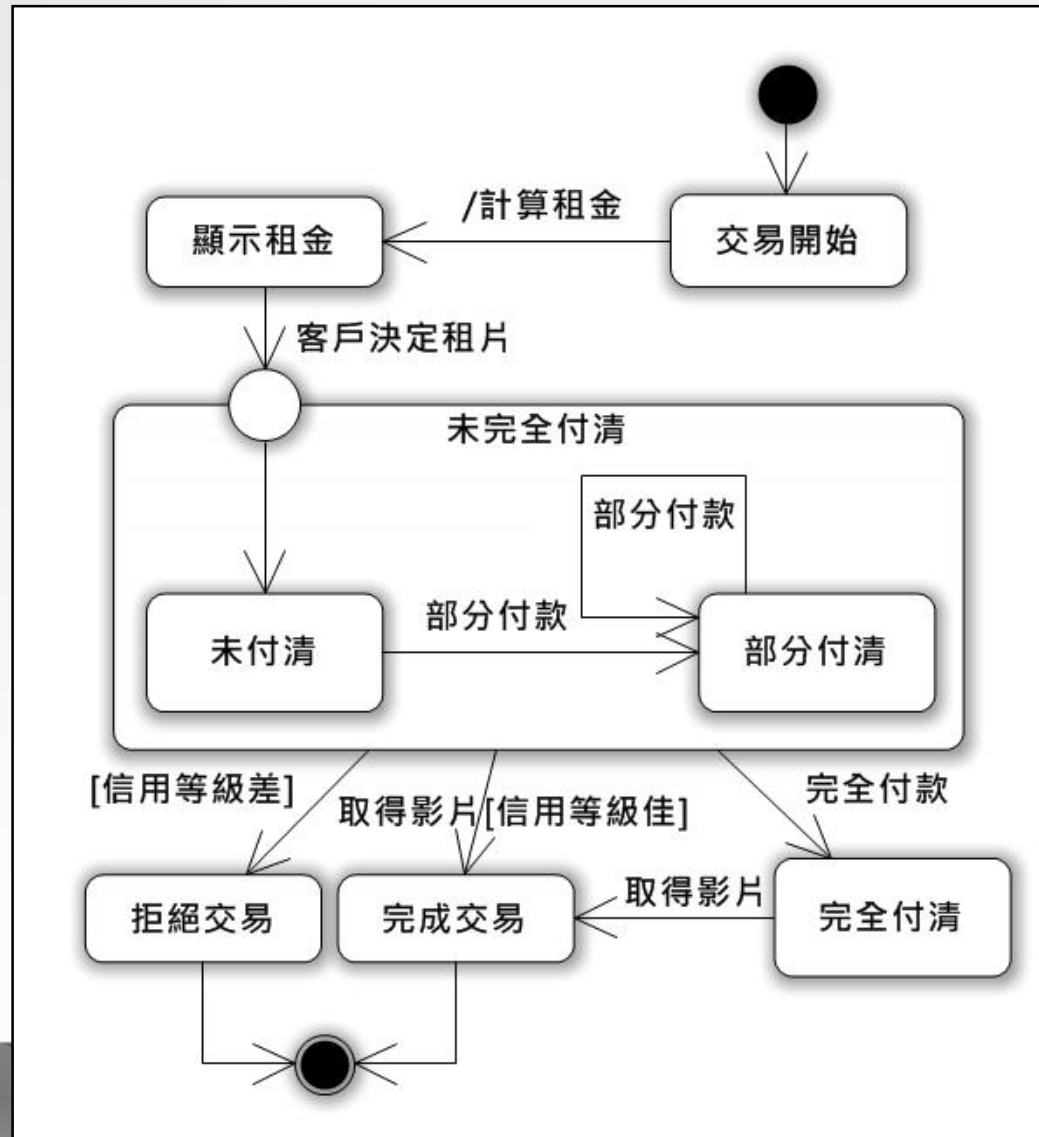 /計算租金
顯示租金
交易開始
客戶決定租片
未完全付清
部分付款
部分付款
未付清
部分付清
[信用等級差]
取得影片[信用等級佳]
完全付款
取得影片
拒絕交易
完成交易
完全付清